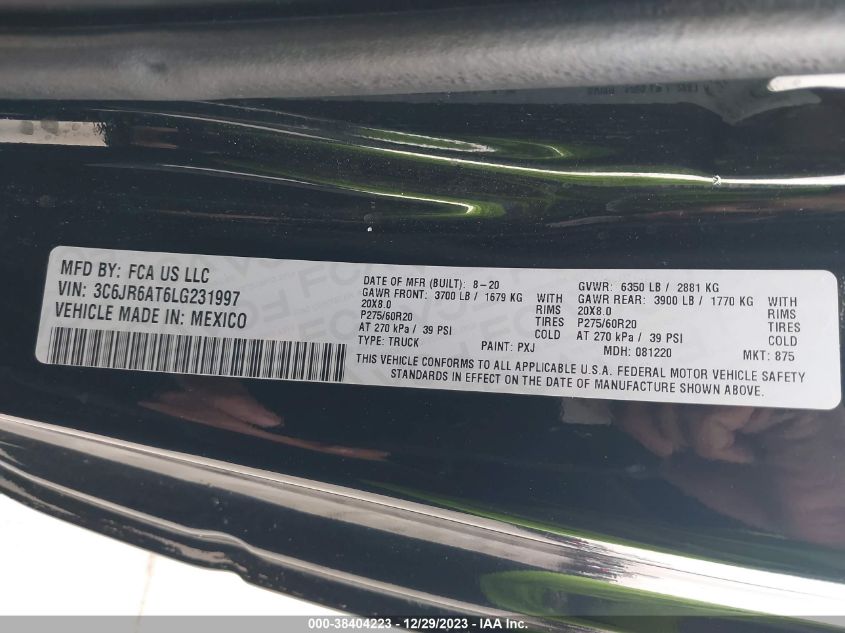 MFD BY: FCA US LLC
VIN: 3C6JR6AT6LG231997
VEHICLE MADE IN: MEXICO
DATE OF MFR (BUILT): 8-20
GAWR FRONT: 3700 LB / 1679 KG WITH
20X8.0 RIMS
P275/60R20 TIRES
AT 270 kPa / 39 PSI COLD
TYPE: TRUCK PAINT: PXJ
GVWR: 6350 LB / 2881 KG
GAWR REAR: 3900 LB / 1770 KG WITH
20X8.0 RIMS
P275/60R20 TIRES
AT 270 kPa / 39 PSI COLD
MDH: 081220 MKT: 875
THIS VEHICLE CONFORMS TO ALL APPLICABLE U.S.A. FEDERAL MOTOR VEHICLE SAFETY
STANDARDS IN EFFECT ON THE DATE OF MANUFACTURE SHOWN ABOVE.
000-38404223 - 12/29/2023 - IAA Inc.